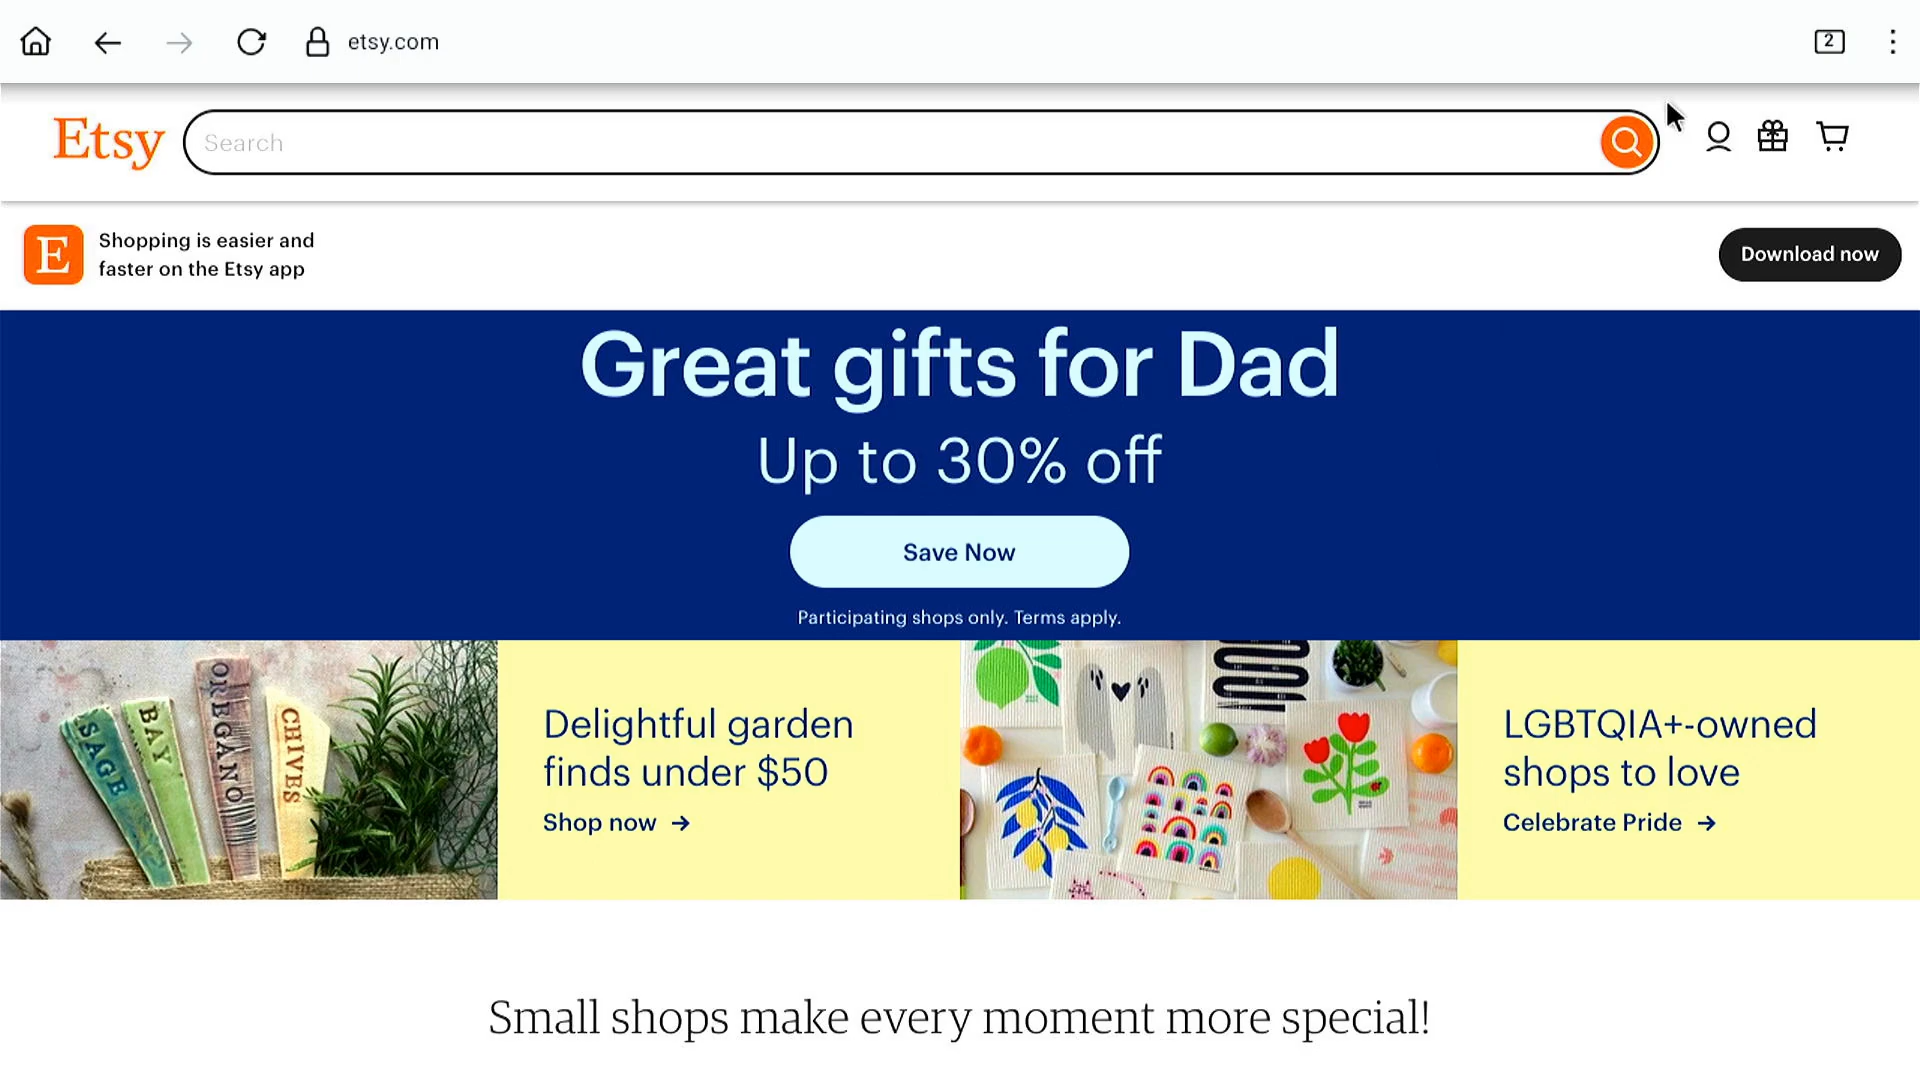 etsy.com
2
Etsy
Search
E
Shopping is easier and
faster on the Etsy app
Download now
Great gifts for Dad
Up to 30% off
Save Now
Participating shops only. Terms apply.
SAGE
BAY
OREGANO
CHIVES
Delightful garden
finds under $50
Shop now →
LGBTQIA+-owned
shops to love
Celebrate Pride →
Small shops make every moment more special!